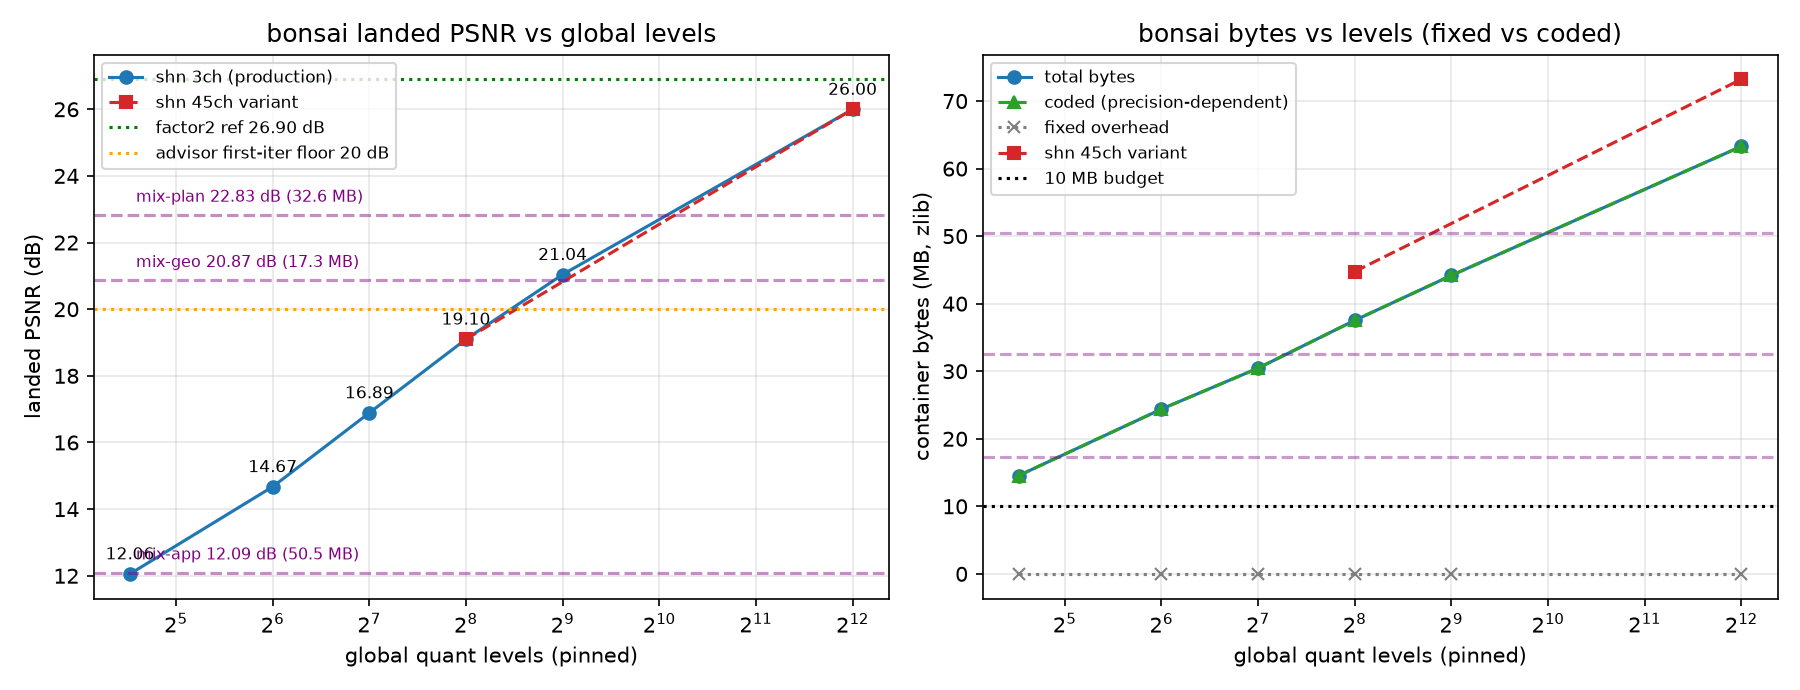 bonsai landed PSNR vs global levels
shn 3ch (production)
shn 45ch variant
factor2 ref 26.90 dB
advisor first-iter floor 20 dB
26.00
mix-plan 22.83 dB (32.6 MB)
mix-geo 20.87 dB (17.3 MB)
21.04
19.10
16.89
14.67
12.06
mix-app 12.09 dB (50.5 MB)
landed PSNR (dB)
26
24
22
20
18
16
14
12
2^5 2^6 2^7 2^8 2^9 2^10 2^11 2^12
global quant levels (pinned)
bonsai bytes vs levels (fixed vs coded)
total bytes
coded (precision-dependent)
fixed overhead
shn 45ch variant
10 MB budget
container bytes (MB, zlib)
70
60
50
40
30
20
10
0
2^5 2^6 2^7 2^8 2^9 2^10 2^11 2^12
global quant levels (pinned)